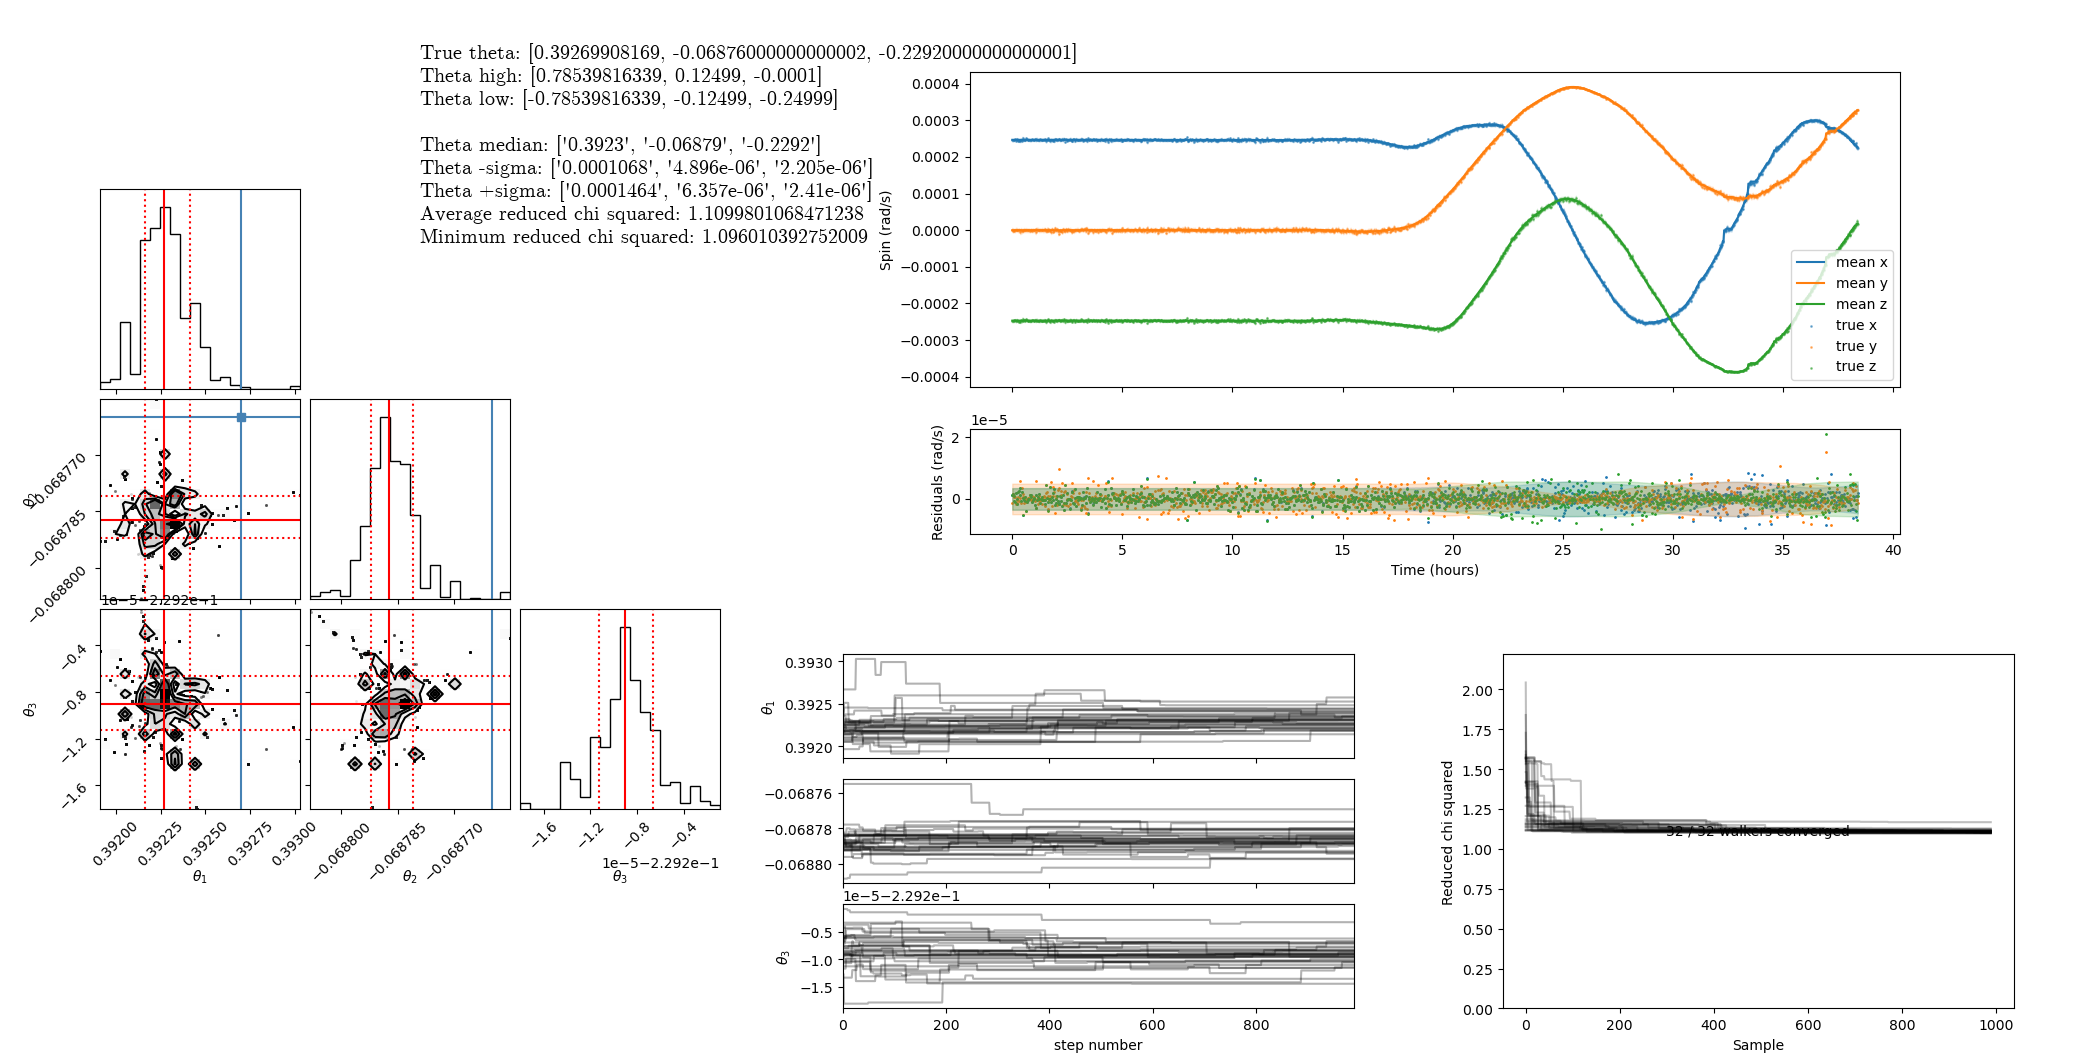 True theta: [0.39269908169, -0.06876000000000002, -0.22920000000000001]
Theta high: [0.78539816339, 0.12499, -0.0001]
Theta low: [-0.78539816339, -0.12499, -0.24999]
Theta median: ['0.3923', '-0.06879', '-0.2292']
Theta -sigma: ['0.0001068', '4.896e-06', '2.205e-06']
Theta +sigma: ['0.0001464', '6.357e-06', '2.41e-06']
Average reduced chi squared: 1.1099801068471238
Minimum reduced chi squared: 1.096010392752009
0.0004
0.0003
0.0002
0.0001
0.0000
−0.0001
−0.0002
−0.0003
−0.0004
Spin (rad/s)
mean x
mean y
mean z
true x
true y
true z
1e−5
2
0
Residuals (rad/s)
0 5 10 15 20 25 30 35 40
Time (hours)
−0.068770
−0.068785
−0.068800
1e−5−2.292e−1
θ3
−0.4
−0.8
−1.2
−1.6
0.39200 0.39225 0.39250 0.39275 0.39300
θ1
−0.068800 −0.068785 −0.068770
θ2
−1.6 −1.2 −0.8 −0.4
1e−5−2.292e−1
θ3
θ1
0.3930
0.3925
0.3920
−0.06876
−0.06878
−0.06880
1e−5−2.292e−1
θ3
−0.5
−1.0
−1.5
0 200 400 600 800
step number
Reduced chi squared
2.00
1.75
1.50
1.25
1.00
0.75
0.50
0.25
0.00
32 / 32 walkers converged
0 200 400 600 800 1000
Sample